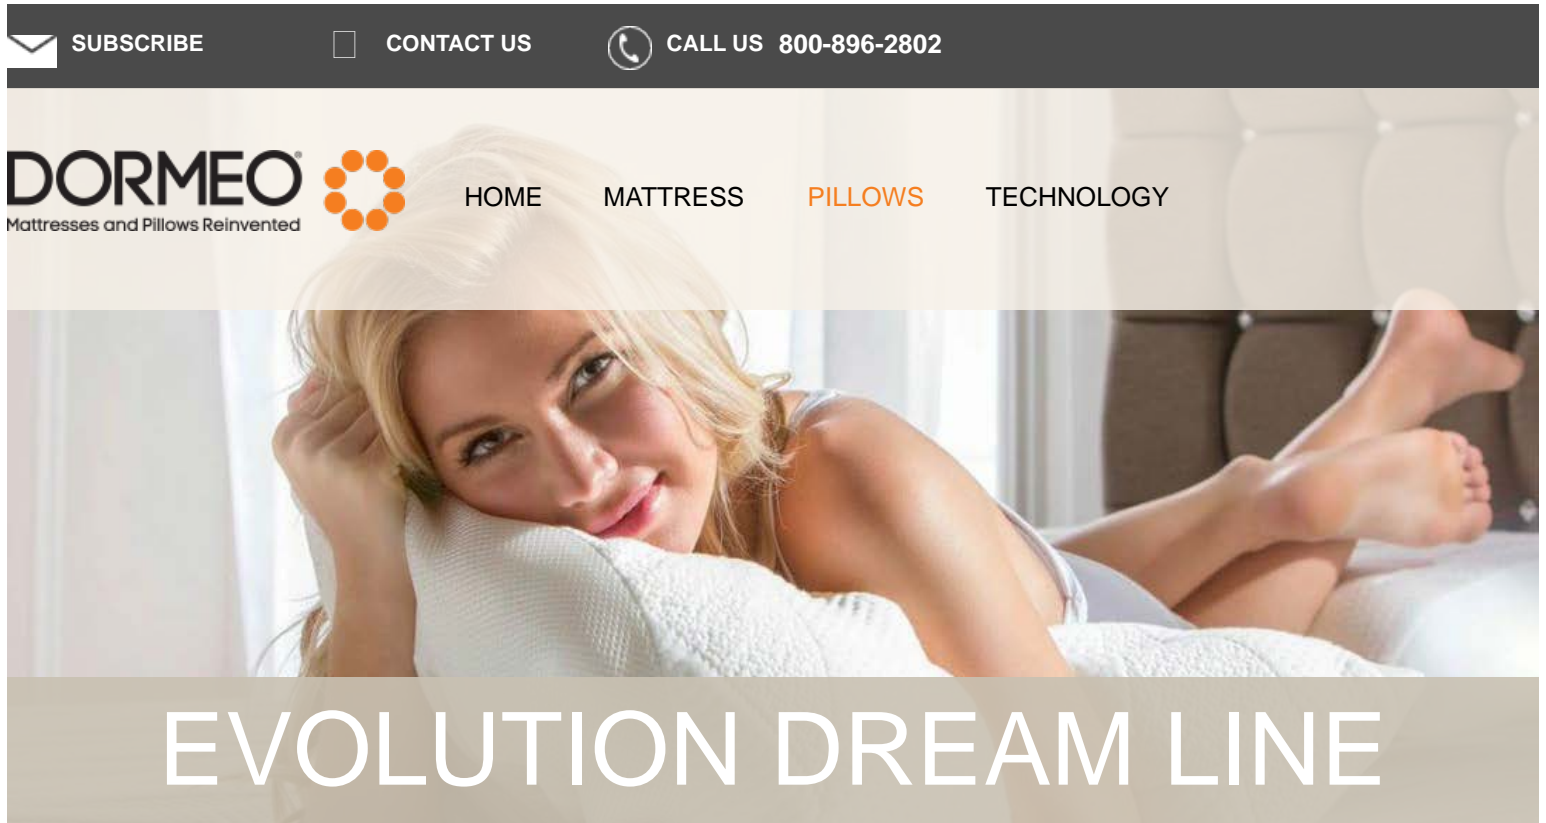 SUBSCRIBE CONTACT US CALL US 800-896-2802
DORMEO® HOME MATTRESS PILLOWS TECHNOLOGY
Mattresses and Pillows Reinvented
EVOLUTION DREAM LINE